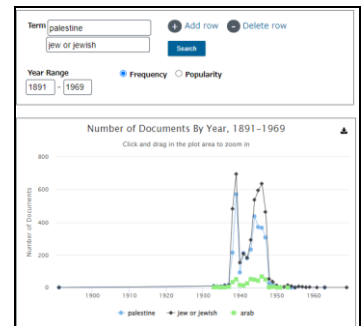 Term palestine + Add row - Delete row
jew or jewish Search
Year Range Frequency Popularity
1891 - 1969
Number of Documents By Year, 1891-1969
Click and drag in the plot area to zoom in
Number of Documents
800
600
400
200
0
1900 1910 1920 1930 1940 1950 1960
palestine jew or jewish arab